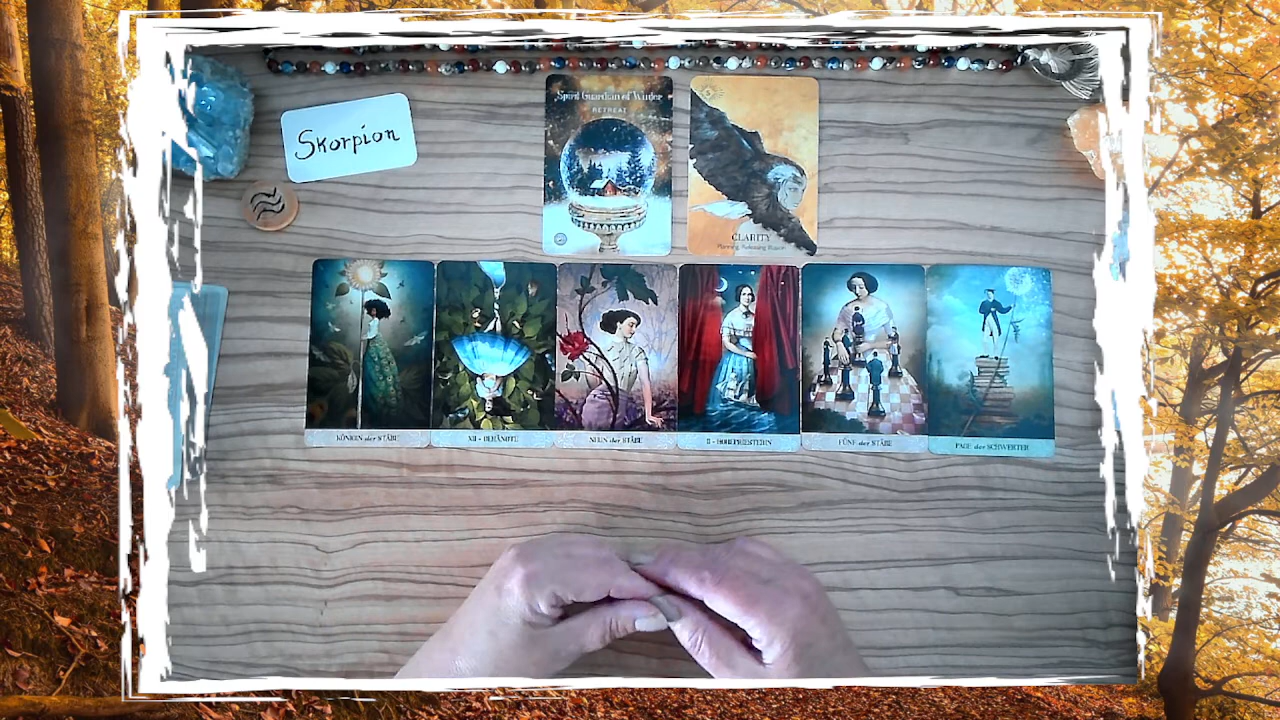 Skorpion
Spirit Guardian of Winter
RETREAT
CLARITY
Planning, Releasing Illusion
KÖNIGIN der STÄBE
XII - GEHÄNGTE
NEUN der STÄBE
II - HOHEPRIESTERIN
FÜNF der STÄBE
PAGE der SCHWERTER